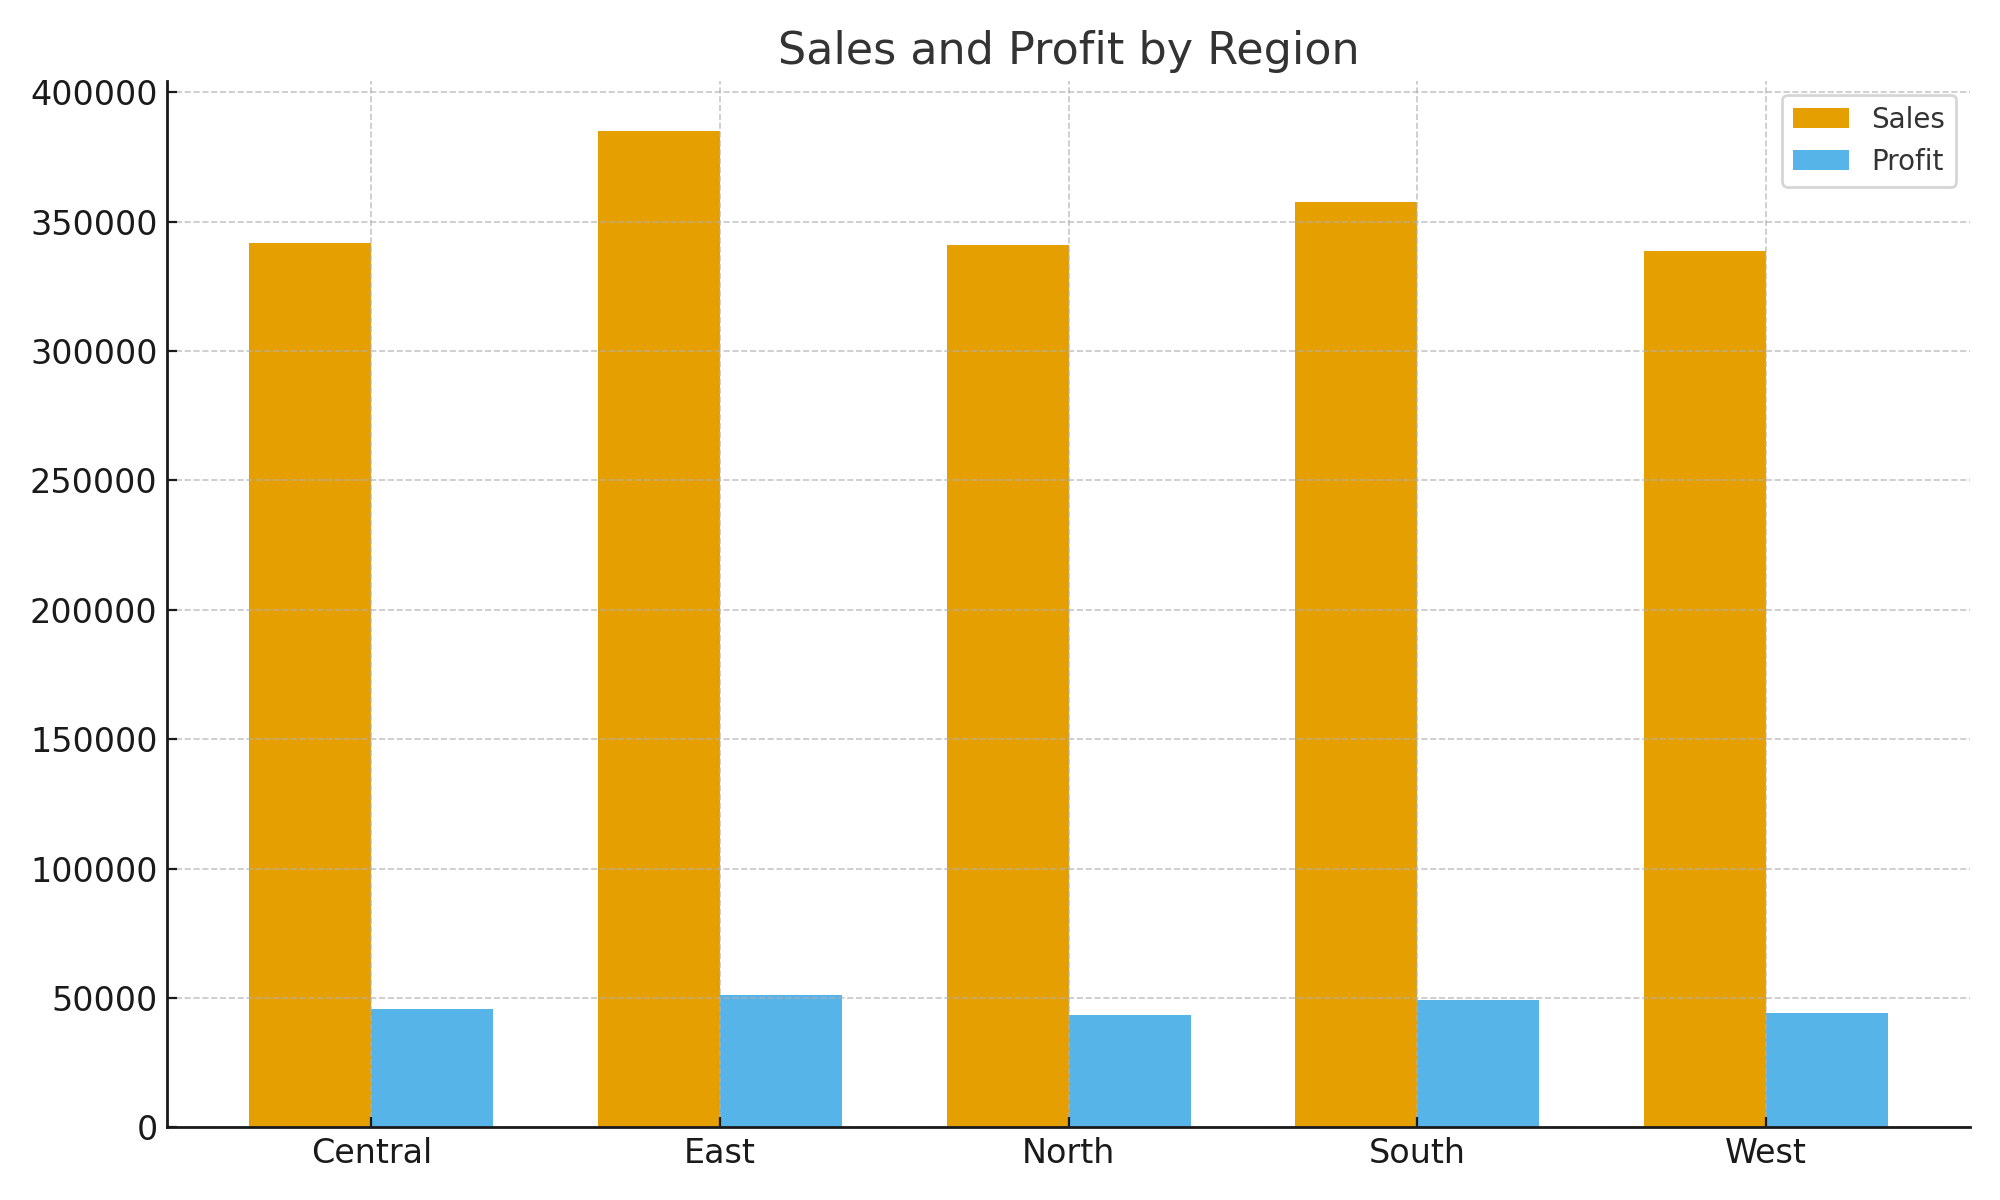 Sales and Profit by Region
400000
350000
300000
250000
200000
150000
100000
50000
0
Sales
Profit
Central East North South West